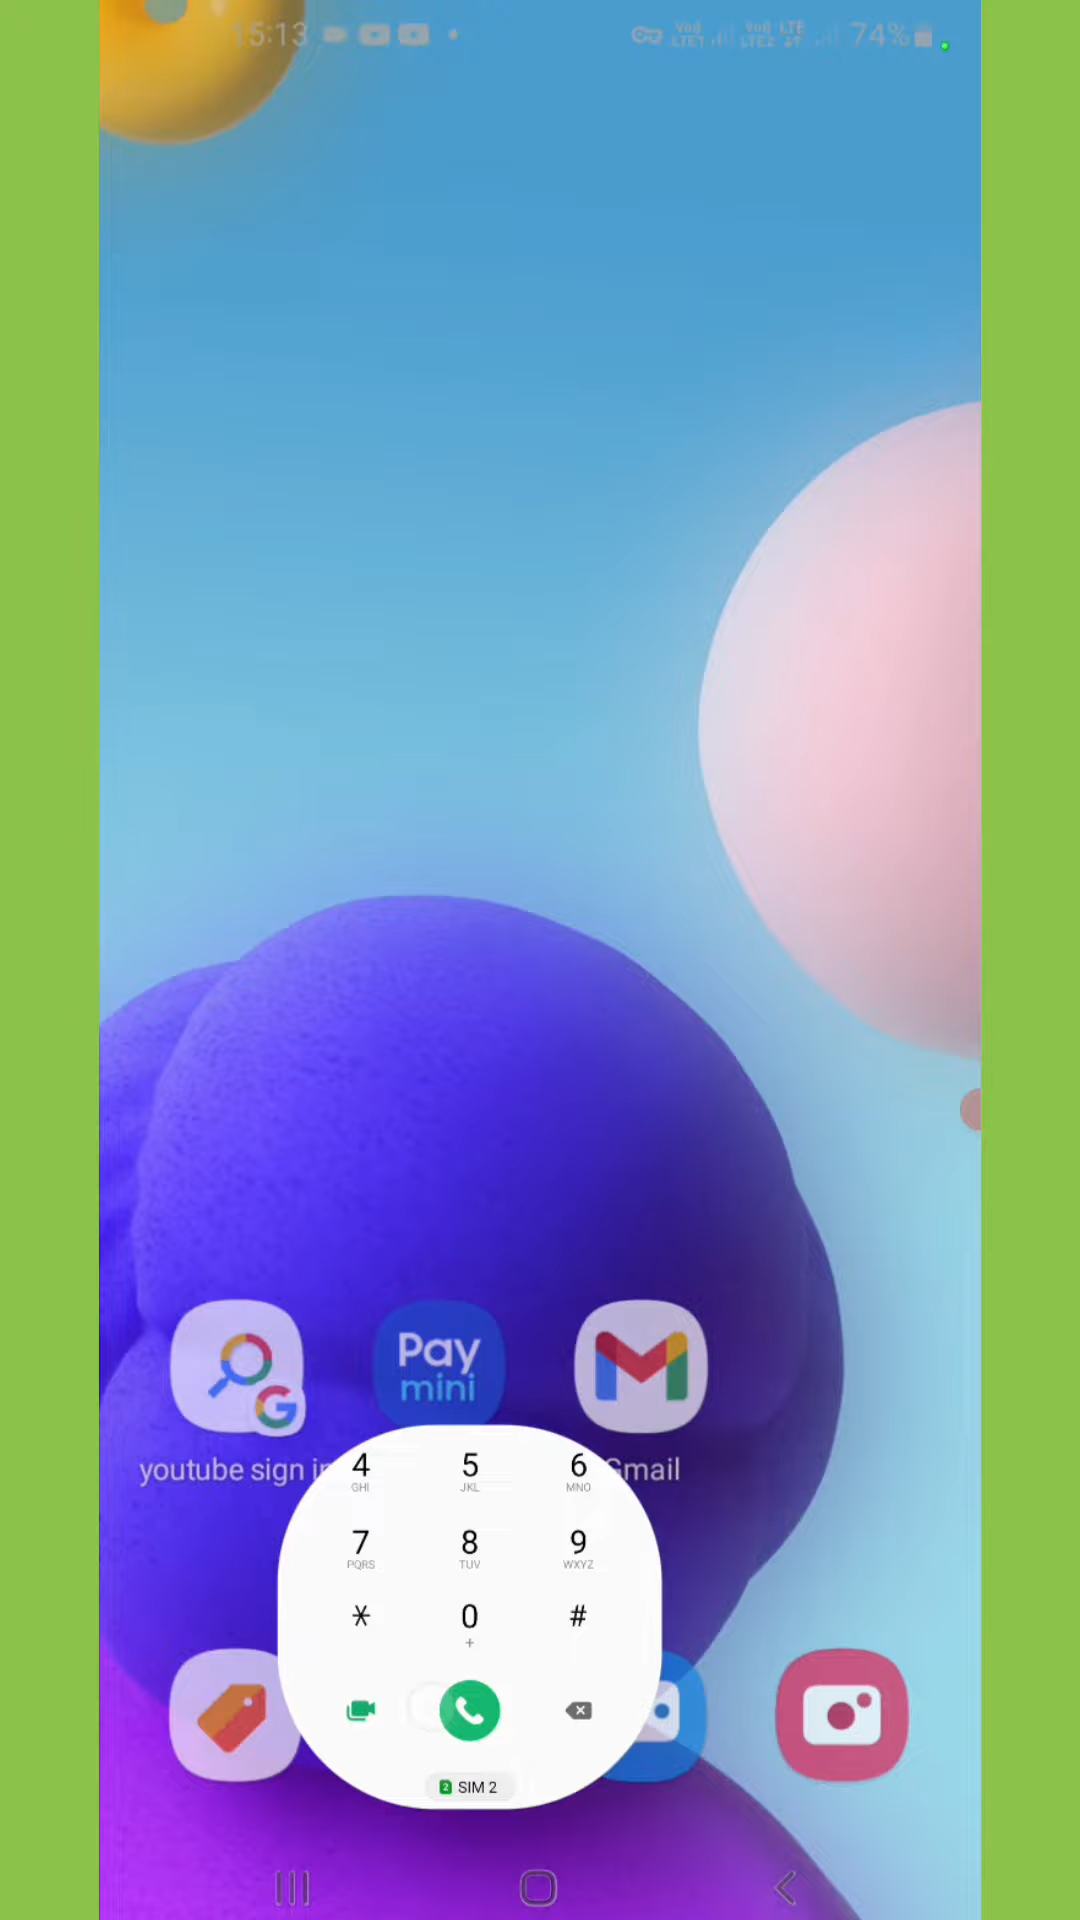 15:13 74%
Pay
mini
youtube sign in Gmail
4 5 6
GHI JKL MNO
7 8 9
PQRS TUV WXYZ
* 0 #
+
2 SIM 2